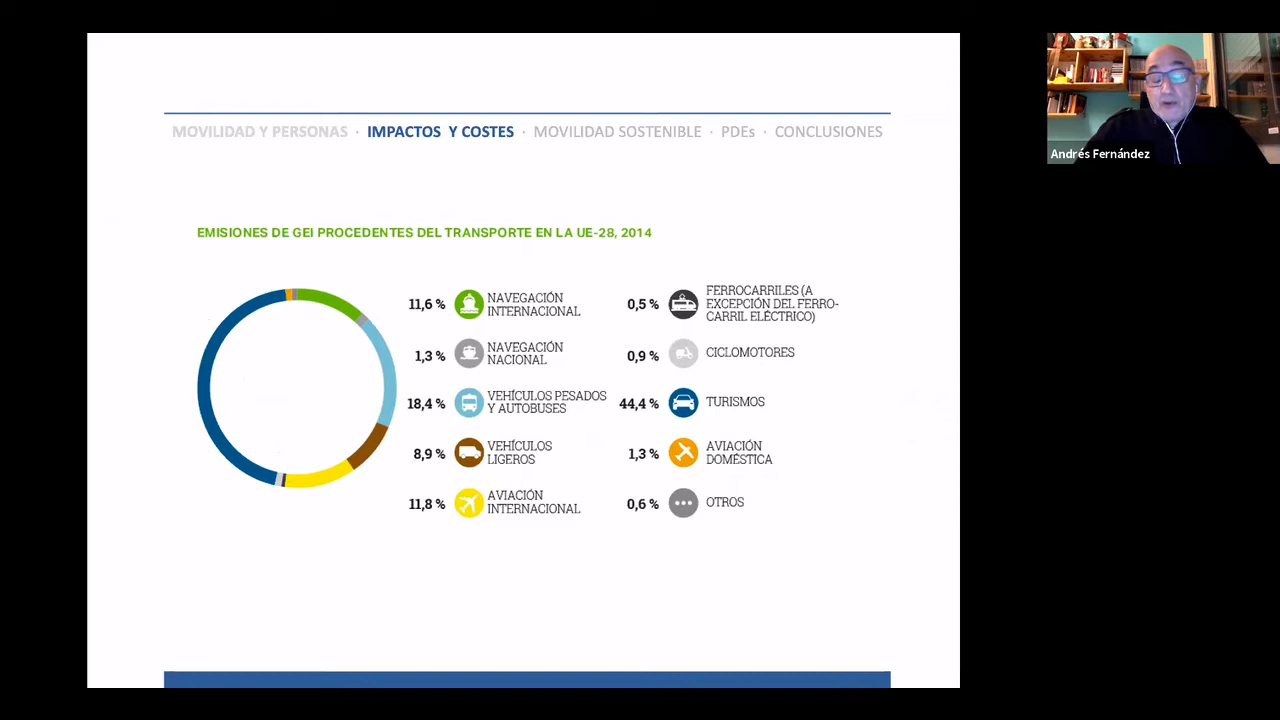 MOVILIDAD Y PERSONAS · IMPACTOS Y COSTES · MOVILIDAD SOSTENIBLE · PDEs · CONCLUSIONES
Andrés Fernández
EMISIONES DE GEI PROCEDENTES DEL TRANSPORTE EN LA UE-28, 2014
11,6 %
NAVEGACIÓN
INTERNACIONAL
1,3 %
NAVEGACIÓN
NACIONAL
18,4 %
VEHÍCULOS PESADOS
Y AUTOBUSES
8,9 %
VEHÍCULOS
LIGEROS
11,8 %
AVIACIÓN
INTERNACIONAL
0,5 %
FERROCARRILES (A
EXCEPCIÓN DEL FERRO-
CARRIL ELÉCTRICO)
0,9 %
CICLOMOTORES
44,4 %
TURISMOS
1,3 %
AVIACIÓN
DOMÉSTICA
0,6 %
OTROS